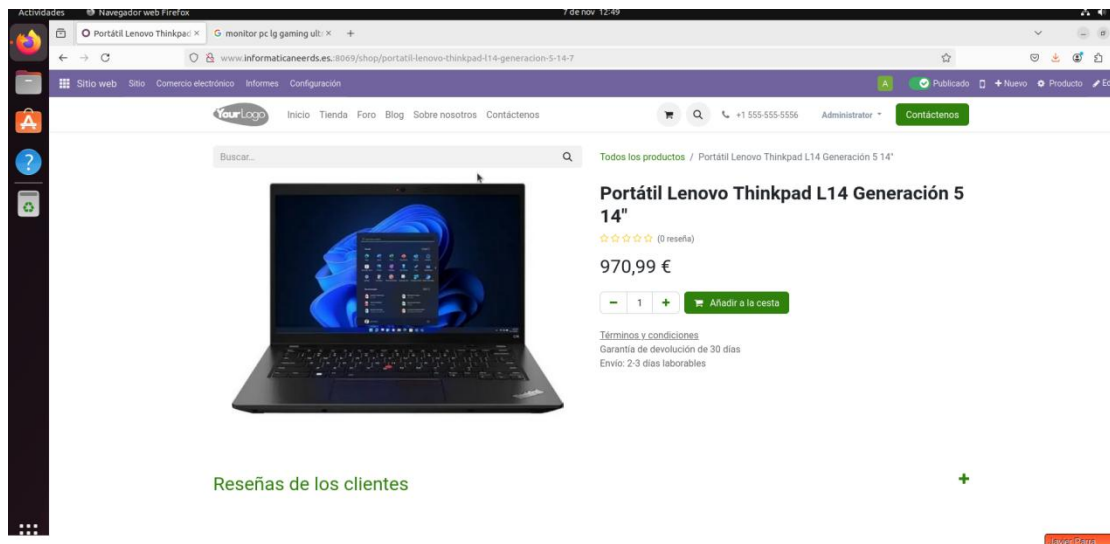 Actividades Navegador web Firefox 7 de nov 12:49
Portátil Lenovo Thinkpad × monitor pc lg gaming ult × +
www.informaticaneerds.es.:8069/shop/portatil-lenovo-thinkpad-l14-generacion-5-14-7
Sitio web Sitio Comercio electrónico Informes Configuración A Publicado +Nuevo Producto
YourLogo Inicio Tienda Foro Blog Sobre nosotros Contáctenos +1 555-555-5556 Administrator Contáctenos
Buscar... Todos los productos / Portátil Lenovo Thinkpad L14 Generación 5 14"
Portátil Lenovo Thinkpad L14 Generación 5
14"
(0 reseña)
970,99 €
- 1 + Añadir a la cesta
Términos y condiciones
Garantía de devolución de 30 días
Envío: 2-3 días laborables
Reseñas de los clientes +